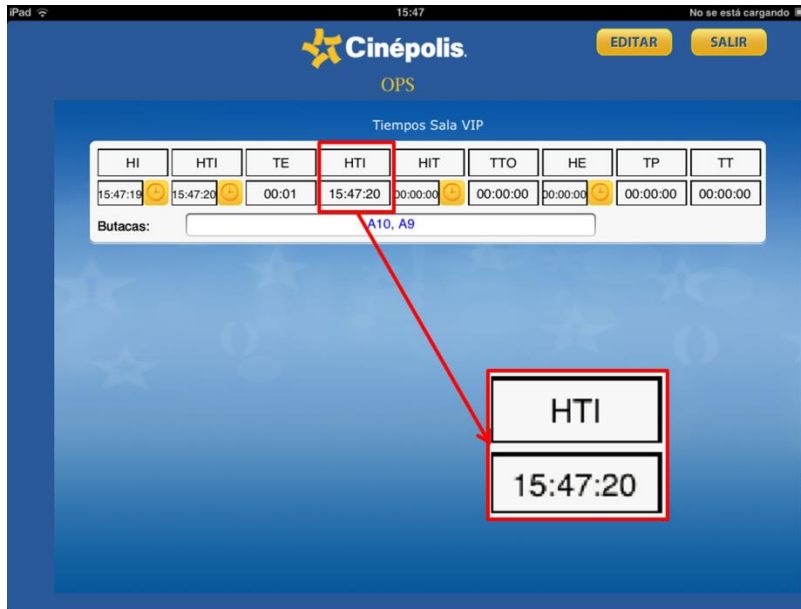 iPad 15:47 No se está cargando
Cinépolis. EDITAR SALIR
OPS
Tiempos Sala VIP
HI HTI TE HTI HIT TTO HE TP TT
15:47:19 15:47:20 00:01 15:47:20 00:00:00 00:00:00 00:00:00 00:00:00 00:00:00
Butacas: A10, A9
HTI
15:47:20